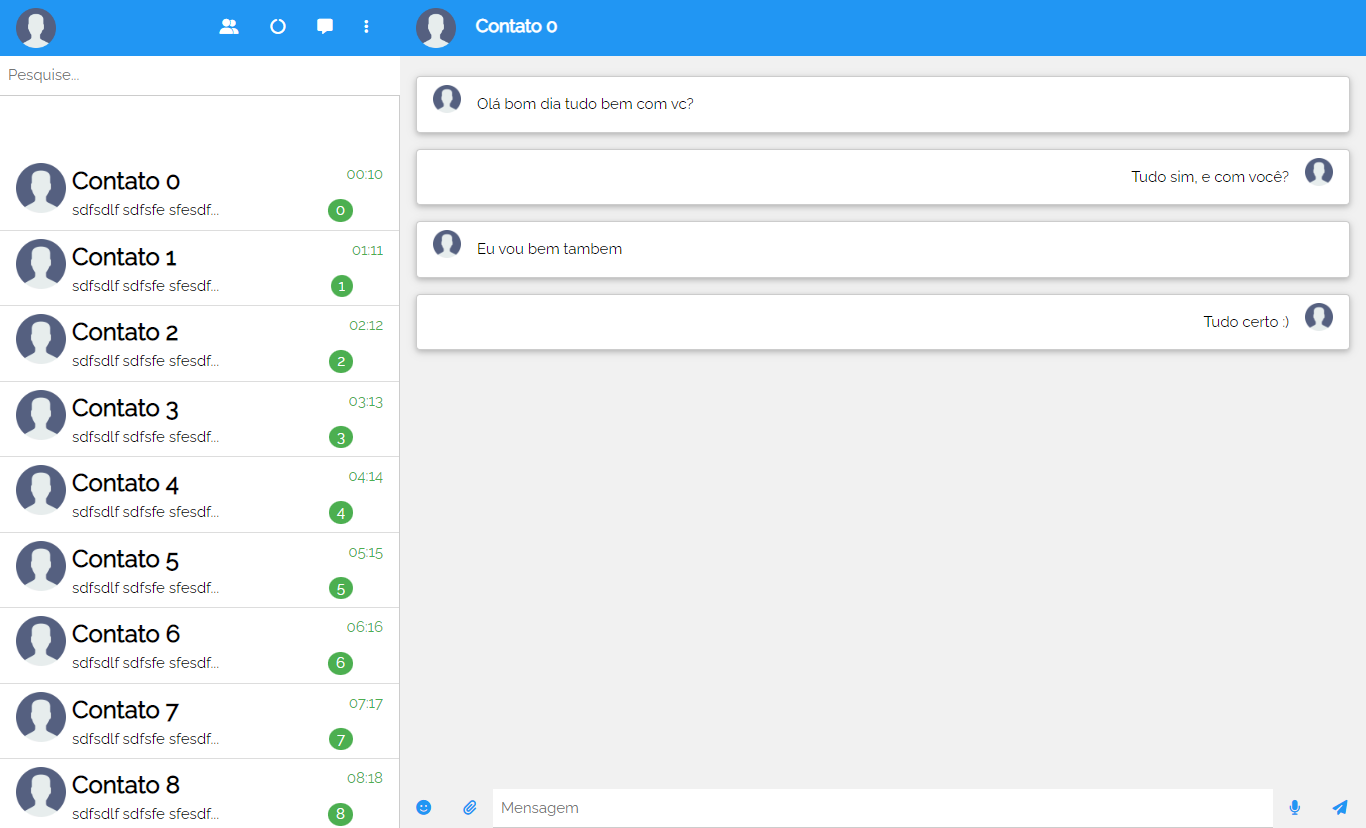 Contato 0
Pesquise...
Contato 0 00:10
sdfsdlf sdfsfe sfesdf... 0
Contato 1 01:11
sdfsdlf sdfsfe sfesdf... 1
Contato 2 02:12
sdfsdlf sdfsfe sfesdf... 2
Contato 3 03:13
sdfsdlf sdfsfe sfesdf... 3
Contato 4 04:14
sdfsdlf sdfsfe sfesdf... 4
Contato 5 05:15
sdfsdlf sdfsfe sfesdf... 5
Contato 6 06:16
sdfsdlf sdfsfe sfesdf... 6
Contato 7 07:17
sdfsdlf sdfsfe sfesdf... 7
Contato 8 08:18
sdfsdlf sdfsfe sfesdf... 8
Olá bom dia tudo bem com vc?
Tudo sim, e com você?
Eu vou bem tambem
Tudo certo :)
Mensagem